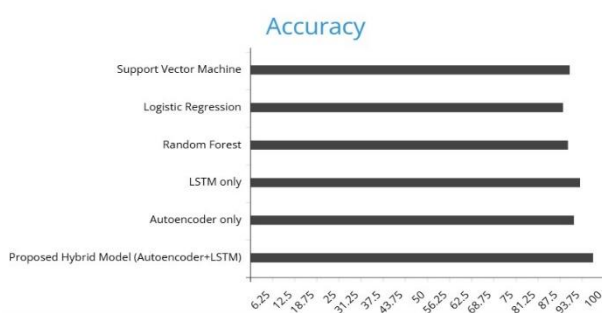 Accuracy
Support Vector Machine
Logistic Regression
Random Forest
LSTM only
Autoencoder only
Proposed Hybrid Model (Autoencoder+LSTM)
6.25 12.5 18.75 25 31.25 37.5 43.75 50 56.25 62.5 68.75 75 81.25 87.5 93.75 100